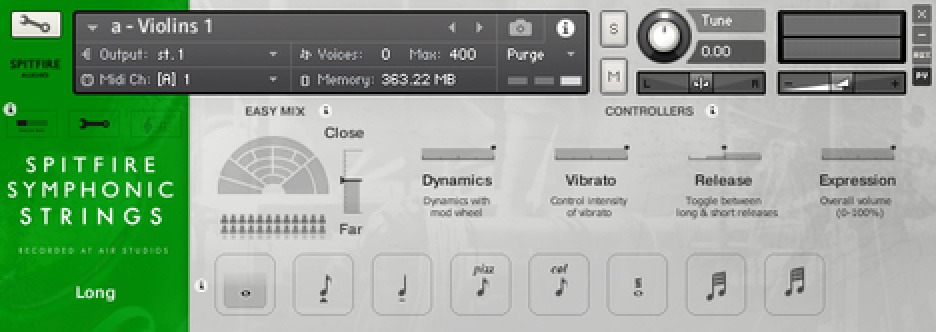 a - Violins 1
Output: st. 1
Voices: 0 Max: 400
Purge
Midi Ch: [A] 1
Memory: 363.22 MB
S
M
Tune
0.00
L R
- +
AUX
PV
SPITFIRE
AUDIO
EASY MIX
CONTROLLERS
Close
Far
Dynamics
Dynamics with
mod wheel
Vibrato
Control intensity
of vibrato
Release
Toggle between
long & short releases
Expression
Overall volume
(0-100%)
SPITFIRE
SYMPHONIC
STRINGS
RECORDED AT AIR STUDIOS
Long
pizz
col